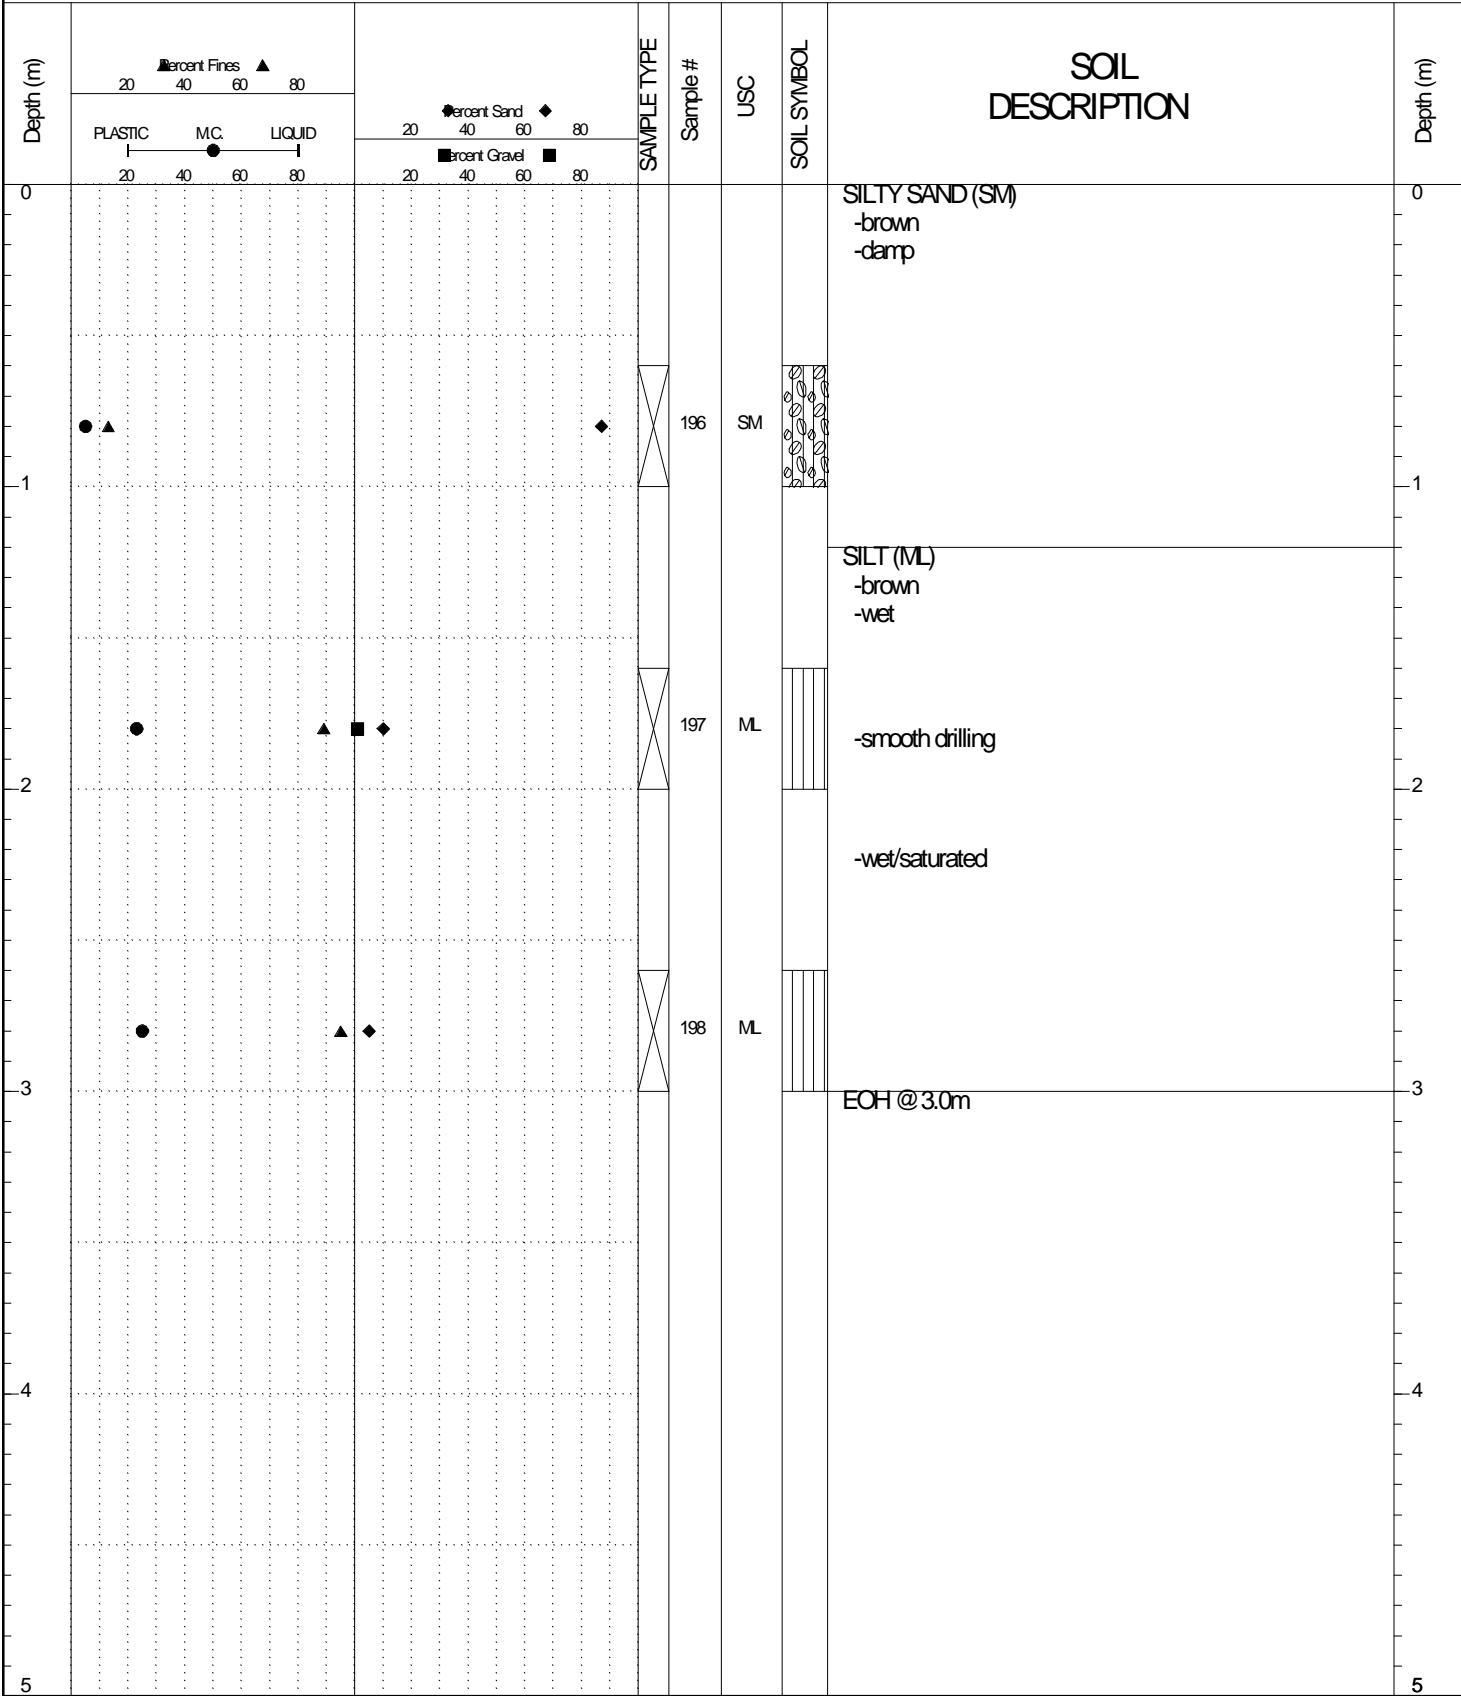 Depth (m)
Percent Fines
20 40 60 80
PLASTIC M.C. LIQUID
20 40 60 80
Percent Sand
20 40 60 80
Percent Gravel
20 40 60 80
SAMPLE TYPE
Sample #
USC
SOIL SYMBOL
SOIL
DESCRIPTION
Depth (m)
0 SILTY SAND (SM) 0
-brown
-damp
196 SM
1 1
SILT (ML)
-brown
-wet
197 ML -smooth drilling
2 2
-wet/saturated
198 ML
3 EOH @ 3.0m 3
4 4
5 5